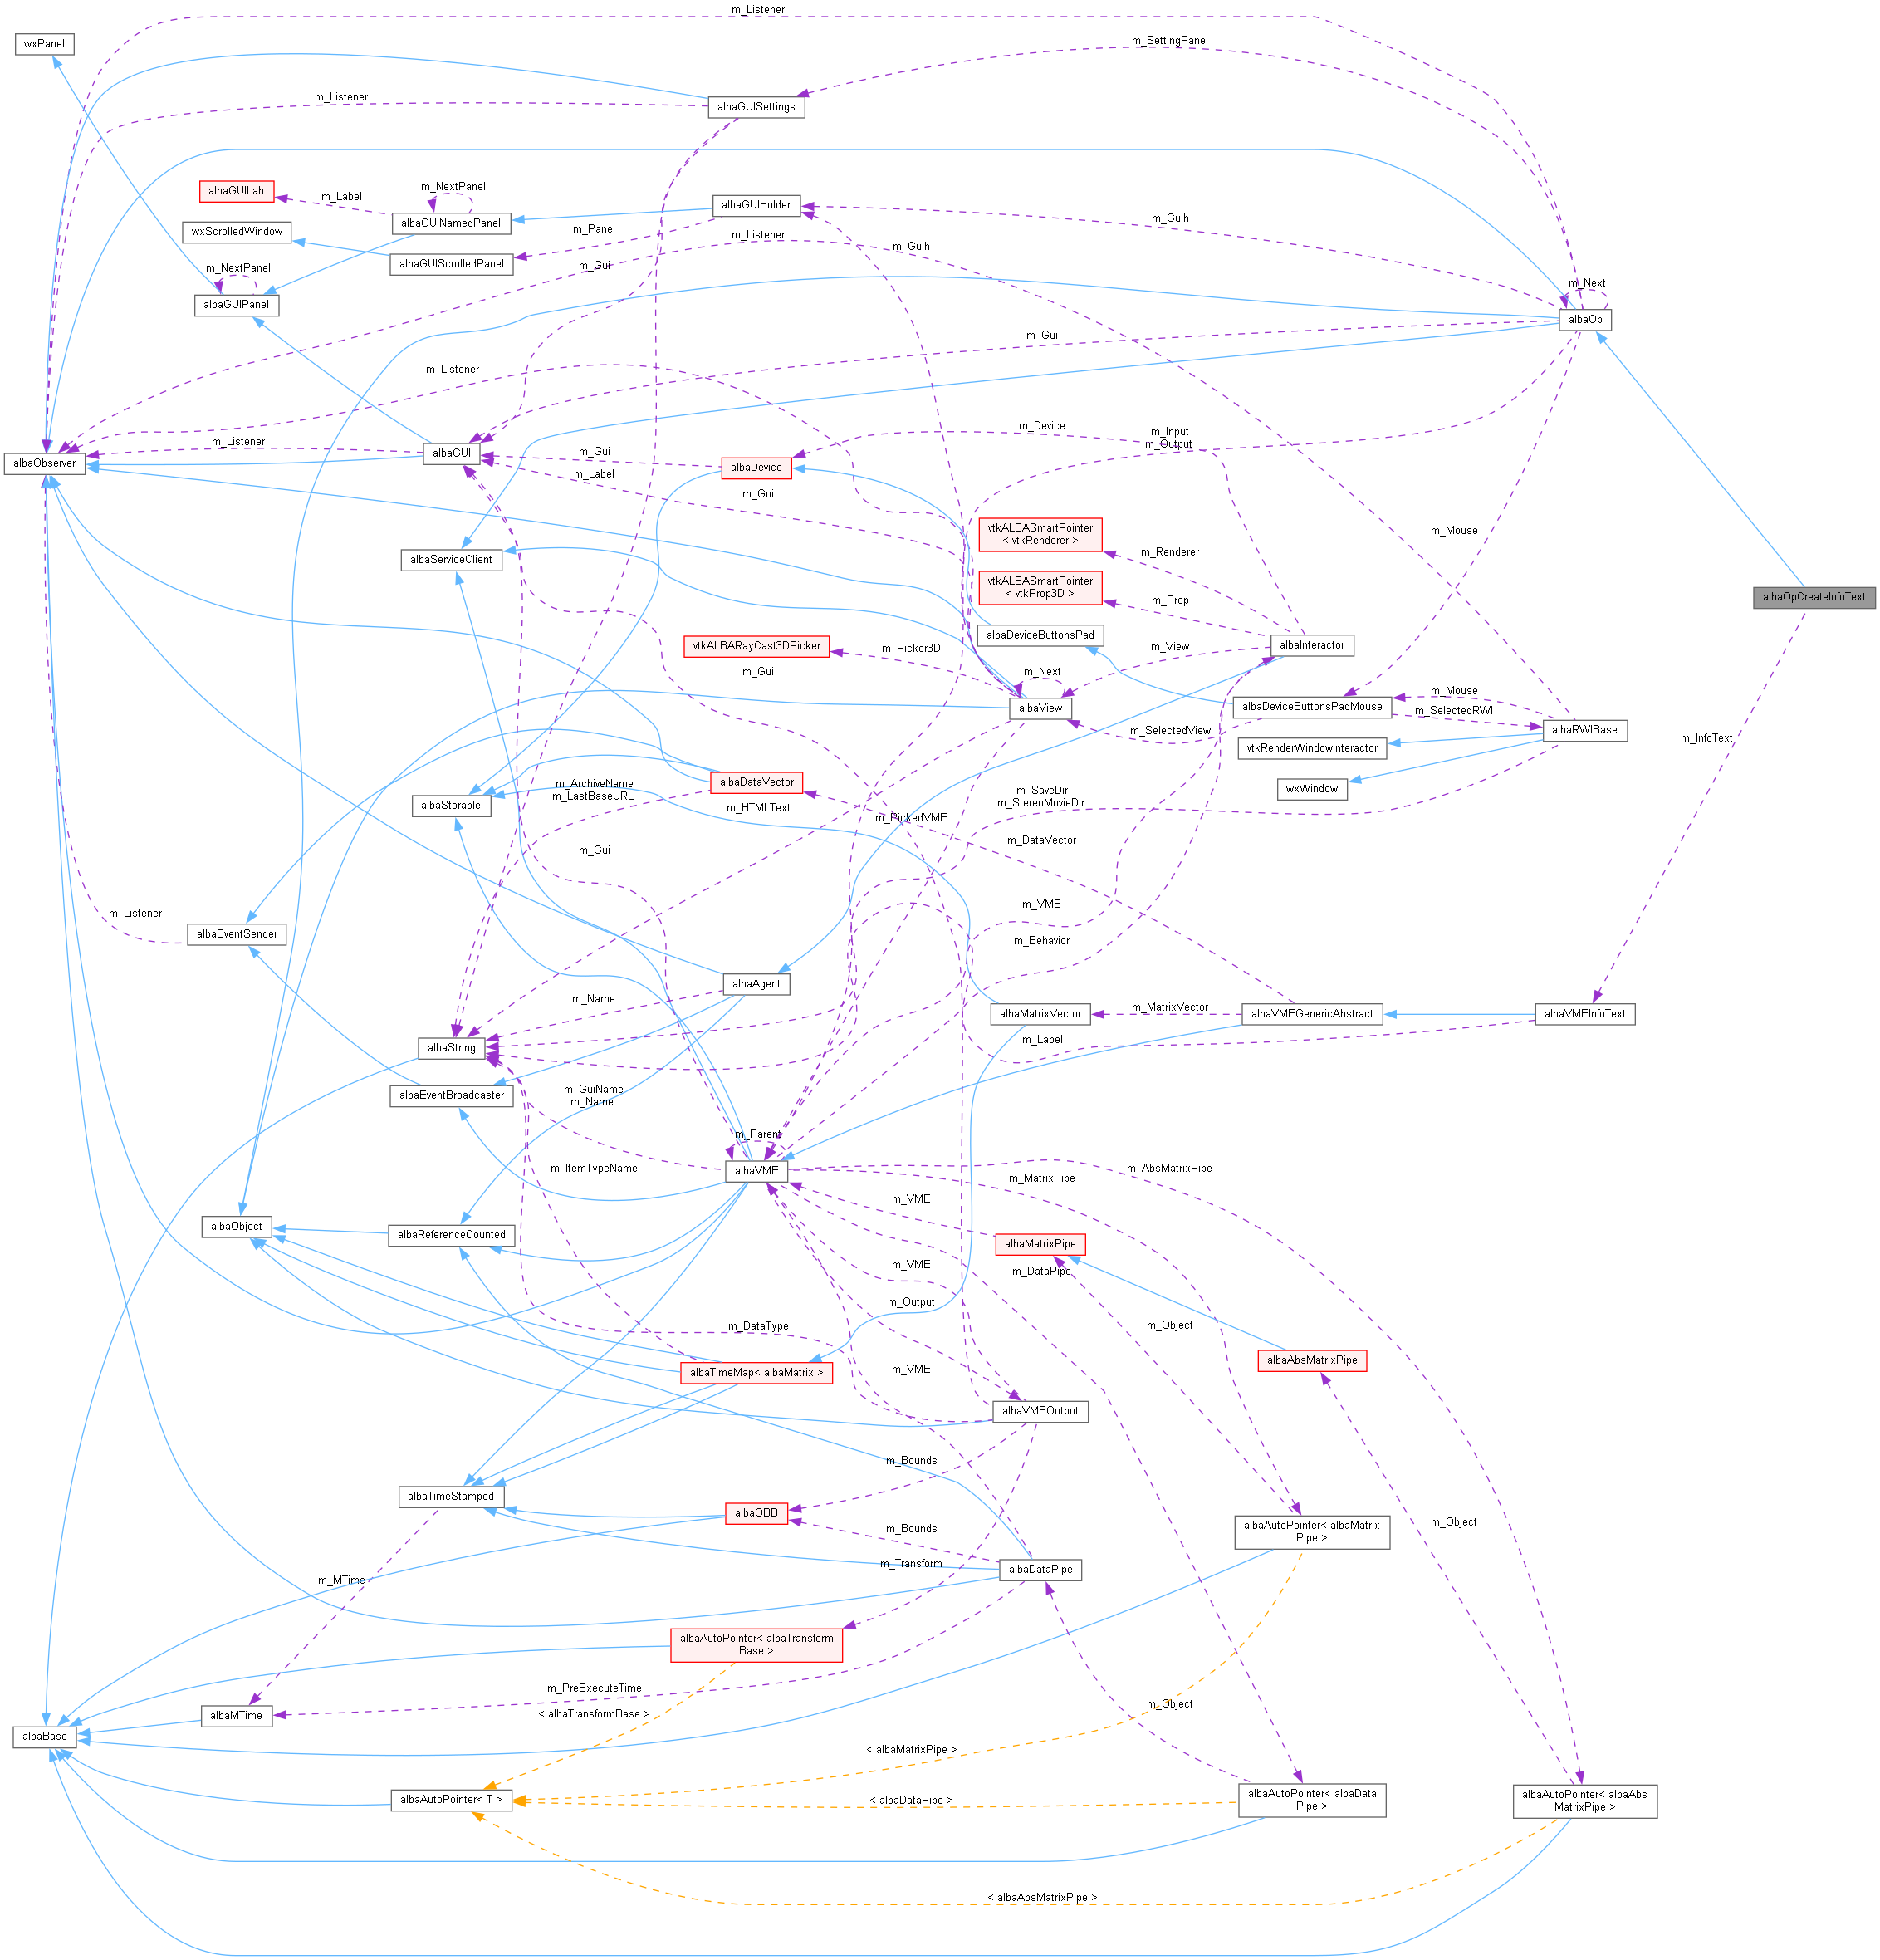 m_Listener
wxPanel
m_SettingPanel
m_Listener
albaGUISettings
albaGUILab
m_NextPanel
m_Label
albaGUIHolder
albaGUINamedPanel
m_Guih
wxScrolledWindow
m_Panel
m_Listener
m_Guih
albaGUIScrolledPanel
m_NextPanel
m_Gui
m_Next
albaGUIPanel
albaOp
m_Gui
m_Listener
m_Device
m_Input
m_Output
m_Listener
albaGUI
m_Gui
albaObserver
albaDevice
m_Label
m_Gui
vtkALBASmartPointer
< vtkRenderer >
m_Mouse
m_Renderer
albaServiceClient
vtkALBASmartPointer
< vtkProp3D >
m_Prop
albaOpCreateInfoText
albaDeviceButtonsPad
vtkALBARayCast3DPicker
m_Picker3D
m_View
albaInteractor
m_Gui
m_Next
m_Mouse
albaView
albaDeviceButtonsPadMouse
m_SelectedRWI
m_SelectedView
albaRWIBase
m_InfoText
vtkRenderWindowInteractor
m_ArchiveName
m_LastBaseURL
albaDataVector
m_SaveDir
m_StereoMovieDir
wxWindow
albaStorable
m_HTMLText
m_PickedVME
m_DataVector
m_Gui
m_VME
m_Listener
albaEventSender
m_Behavior
m_Name
albaAgent
m_MatrixVector
albaMatrixVector
albaVMEGenericAbstract
albaVMEInfoText
albaString
m_Label
m_GuiName
m_Name
albaEventBroadcaster
m_Parent
m_ItemTypeName
albaVME
m_AbsMatrixPipe
m_MatrixPipe
m_VME
albaObject
albaReferenceCounted
albaMatrixPipe
m_VME
m_DataPipe
m_Output
m_DataType
m_Object
m_VME
albaTimeMap< albaMatrix >
albaAbsMatrixPipe
albaVMEOutput
m_Bounds
albaTimeStamped
albaOBB
m_Bounds
albaAutoPointer< albaMatrix
Pipe >
m_Object
m_MTime
m_Transform
albaDataPipe
albaAutoPointer< albaTransform
Base >
m_PreExecuteTime
m_Object
albaMTime
< albaTransformBase >
albaBase
< albaMatrixPipe >
albaAutoPointer< T >
< albaDataPipe >
albaAutoPointer< albaData
Pipe >
albaAutoPointer< albaAbs
MatrixPipe >
< albaAbsMatrixPipe >